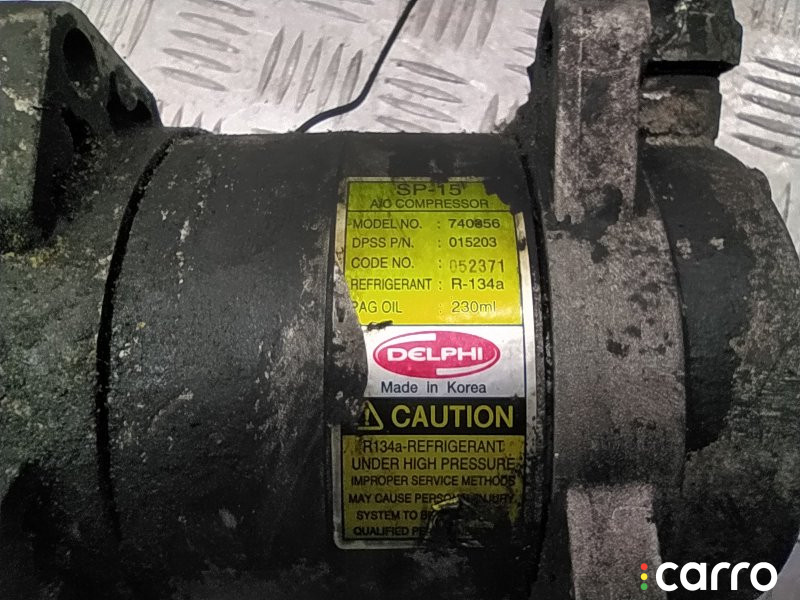 SP-15
A/C COMPRESSOR
MODEL NO. : 740856
DPSS P/N. : 015203
CODE NO. : 052371
REFRIGERANT : R-134a
PAG OIL : 230ml
DELPHI
Made in Korea
CAUTION
R134a-REFRIGERANT
UNDER HIGH PRESSURE
IMPROPER SERVICE METHODS
MAY CAUSE PERSONAL INJURY
SYSTEM TO
QUALIFIED
carro